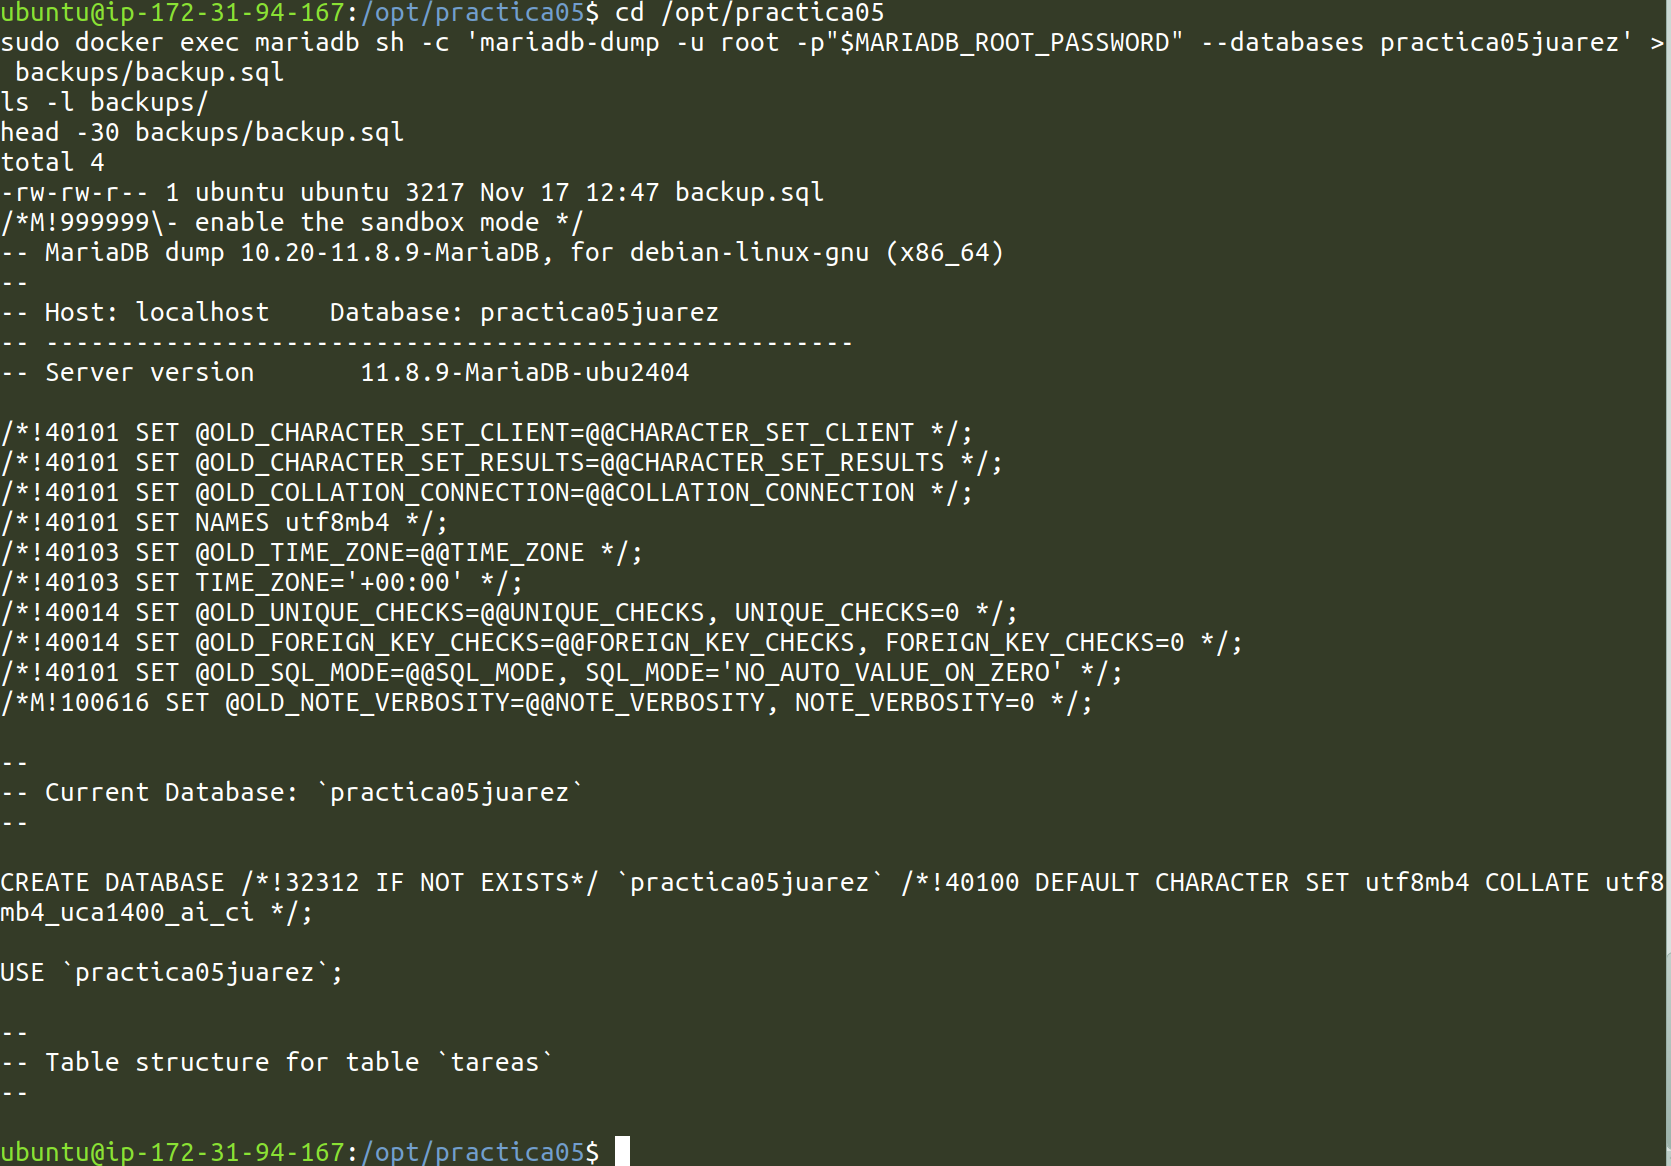 ubuntu@ip-172-31-94-167:/opt/practica05$ cd /opt/practica05
sudo docker exec mariadb sh -c 'mariadb-dump -u root -p"$MARIADB_ROOT_PASSWORD" --databases practica05juarez' >
 backups/backup.sql
ls -l backups/
head -30 backups/backup.sql
total 4
-rw-rw-r-- 1 ubuntu ubuntu 3217 Nov 17 12:47 backup.sql
/*M!999999\- enable the sandbox mode */
-- MariaDB dump 10.20-11.8.9-MariaDB, for debian-linux-gnu (x86_64)
--
-- Host: localhost    Database: practica05juarez
-- ------------------------------------------------------
-- Server version       11.8.9-MariaDB-ubu2404

/*!40101 SET @OLD_CHARACTER_SET_CLIENT=@@CHARACTER_SET_CLIENT */;
/*!40101 SET @OLD_CHARACTER_SET_RESULTS=@@CHARACTER_SET_RESULTS */;
/*!40101 SET @OLD_COLLATION_CONNECTION=@@COLLATION_CONNECTION */;
/*!40101 SET NAMES utf8mb4 */;
/*!40103 SET @OLD_TIME_ZONE=@@TIME_ZONE */;
/*!40103 SET TIME_ZONE='+00:00' */;
/*!40014 SET @OLD_UNIQUE_CHECKS=@@UNIQUE_CHECKS, UNIQUE_CHECKS=0 */;
/*!40014 SET @OLD_FOREIGN_KEY_CHECKS=@@FOREIGN_KEY_CHECKS, FOREIGN_KEY_CHECKS=0 */;
/*!40101 SET @OLD_SQL_MODE=@@SQL_MODE, SQL_MODE='NO_AUTO_VALUE_ON_ZERO' */;
/*M!100616 SET @OLD_NOTE_VERBOSITY=@@NOTE_VERBOSITY, NOTE_VERBOSITY=0 */;

--
-- Current Database: `practica05juarez`
--

CREATE DATABASE /*!32312 IF NOT EXISTS*/ `practica05juarez` /*!40100 DEFAULT CHARACTER SET utf8mb4 COLLATE utf8
mb4_uca1400_ai_ci */;

USE `practica05juarez`;

--
-- Table structure for table `tareas`
--

ubuntu@ip-172-31-94-167:/opt/practica05$